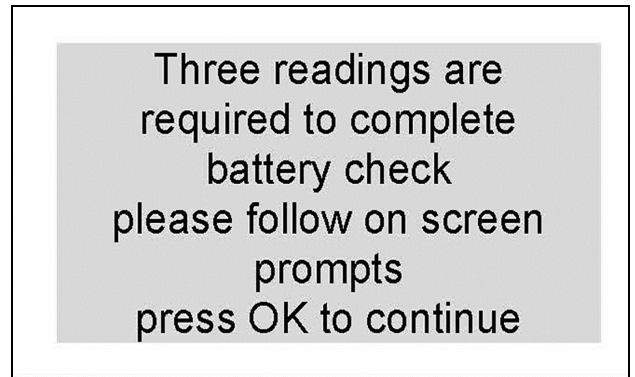 Three readings are
required to complete
battery check
please follow on screen
prompts
press OK to continue